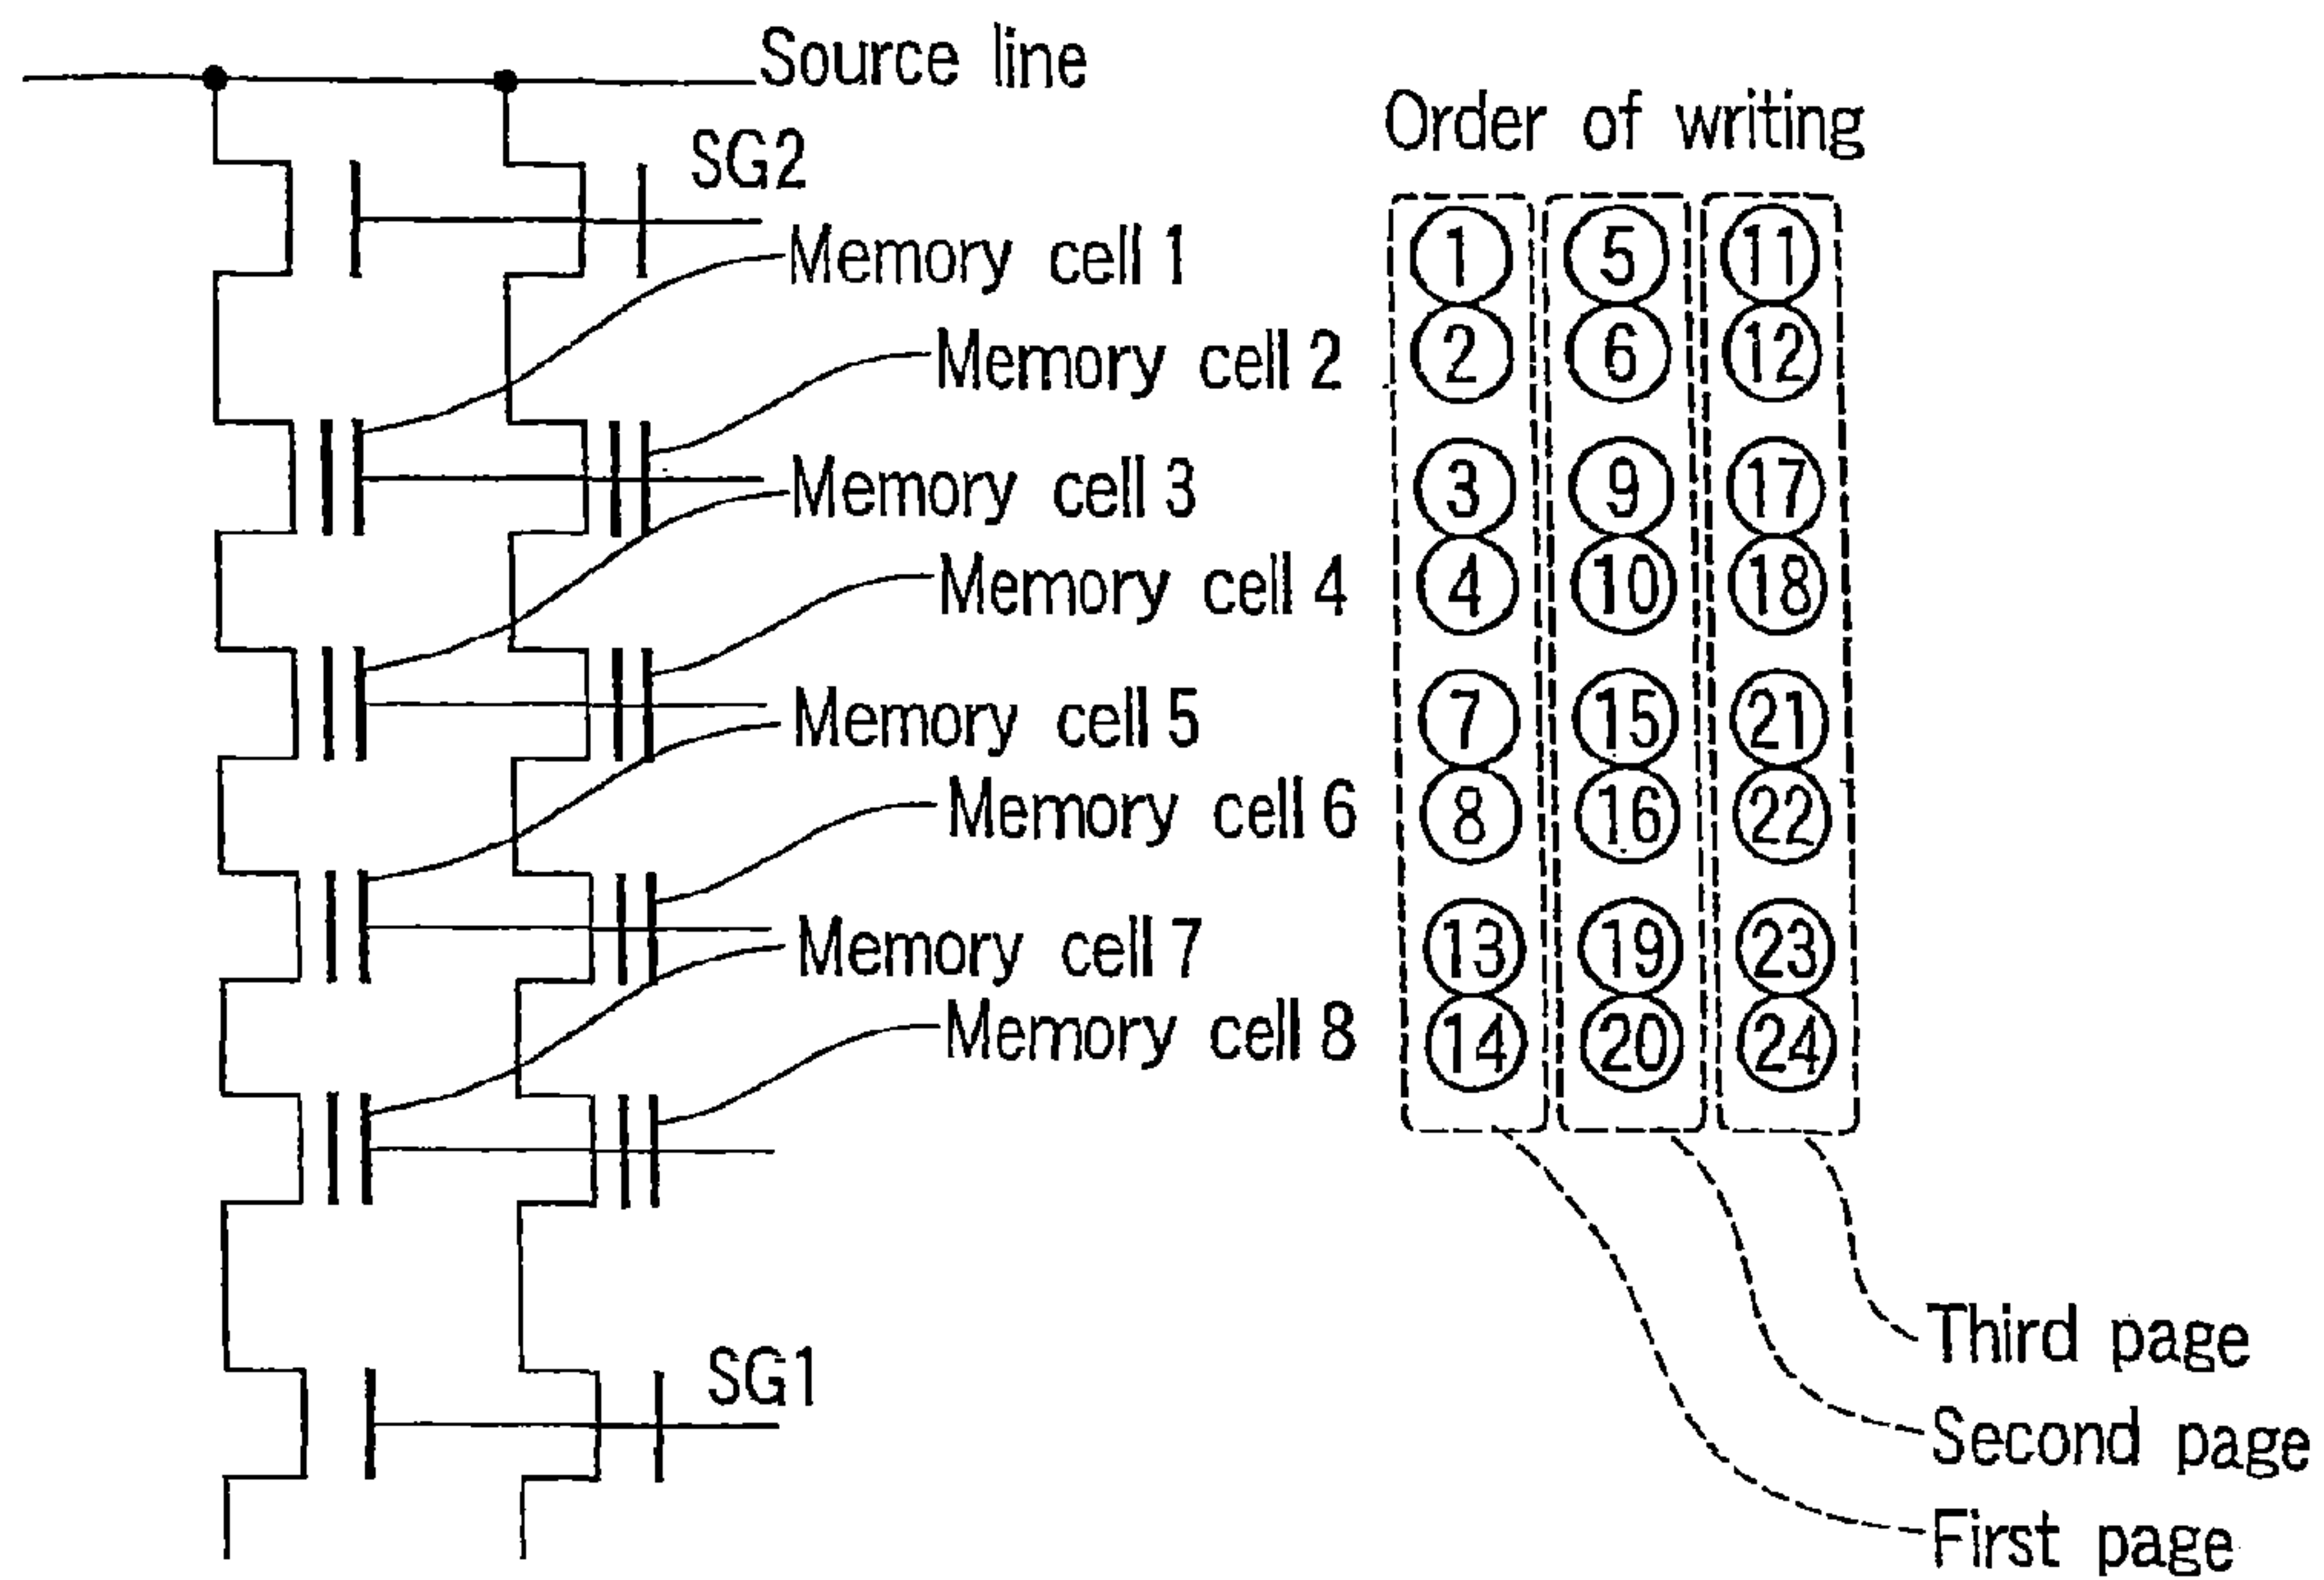 Source line
Order of writing
SG2
Memory cell 1
1 5 11
Memory cell 2
2 6 12
Memory cell 3
3 9 17
Memory cell 4
4 10 18
Memory cell 5
7 15 21
Memory cell 6
8 16 22
Memory cell 7
13 19 23
Memory cell 8
14 20 24
SG1
Third page
Second page
First page